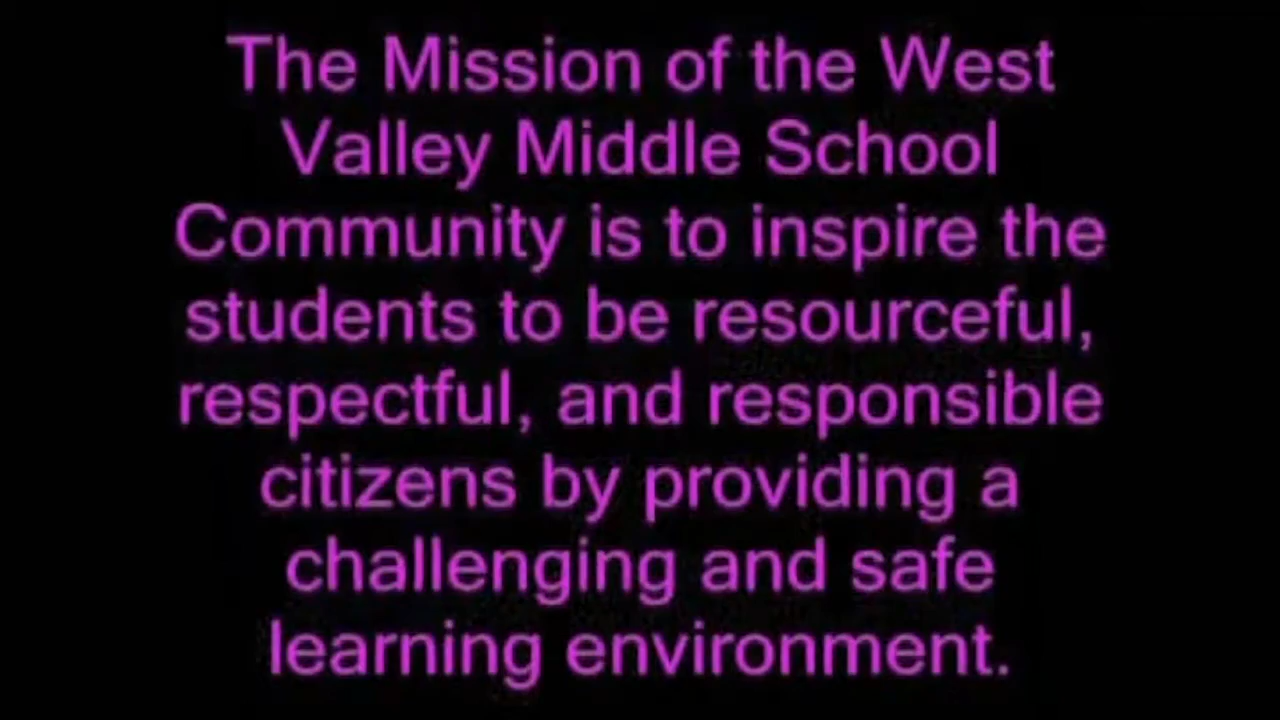 The Mission of the West
Valley Middle School
Community is to inspire the
students to be resourceful,
respectful, and responsible
citizens by providing a
challenging and safe
learning environment.